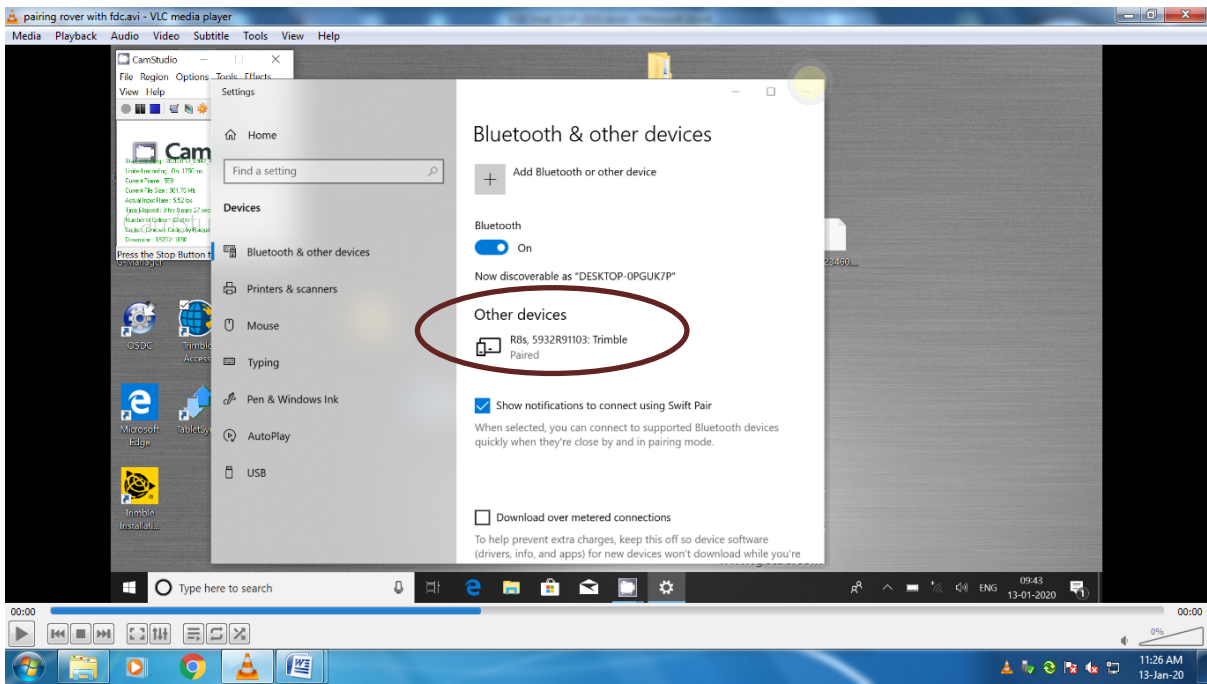 pairing rover with fdc.avi - VLC media player
Media Playback Audio Video Subtitle Tools View Help
CamStudio
File Region Options Tools Effects
View Help
Cam
Press the Stop Button t
Settings
Home
Find a setting
Devices
Bluetooth & other devices
Printers & scanners
Mouse
Typing
Pen & Windows Ink
AutoPlay
USB
Bluetooth & other devices
Add Bluetooth or other device
Bluetooth
On
Now discoverable as “DESKTOP-0PGUK7P”
Other devices
R8s, 5932R91103: Trimble
Paired
Show notifications to connect using Swift Pair
When selected, you can connect to supported Bluetooth devices
quickly when they're close by and in pairing mode.
Download over metered connections
To help prevent extra charges, keep this off so device software
(drivers, info, and apps) for new devices won't download while you're
OSDC
Trimble
Access
Microsoft
Edge
TabletSy
Trimble
Installati...
Type here to search
ENG
09:43
13-01-2020
00:00
00:00
0%
11:26 AM
13-Jan-20